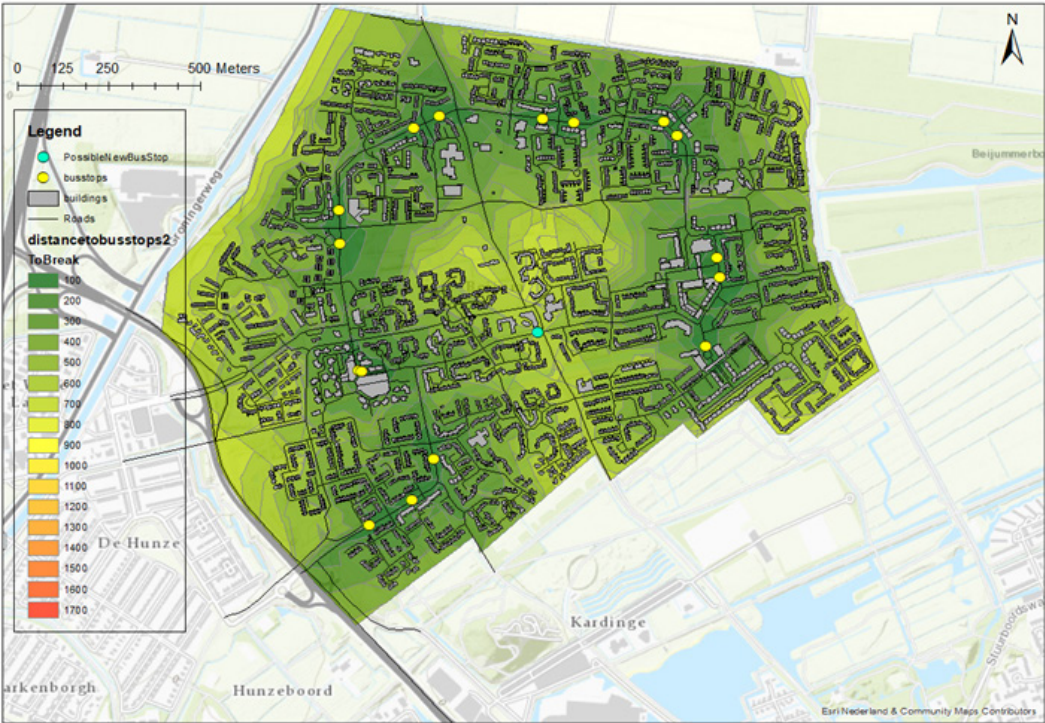 N
0 125 250 500 Meters
Legend
PossibleNewBusStop
busstops
buildings
Roads
distancetobusstops2
ToBreak
100
200
300
400
500
600
700
800
900
1000
1100
1200
1300
1400
1500
1600
1700
Groningerweg
Beijummerbo
De Hunze
Kardinge
Hunzeboord
arkenborgh
Stuurboordswa
Esri Nederland & Community Maps Contributors